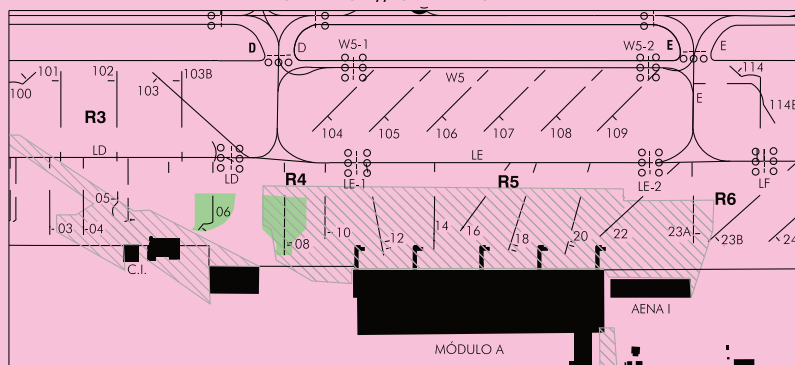 D D E E
W5-1 W5-2
W5
101 102 103B 114
100 103 E 114B
R3
104 105 106 107 108 109
LD LE
LD R4 LE-1 R5 LE-2 LF
R6
05 06
03 04 10 14 16 22 23A
08 12 18 20 23B 24
C.I.
AENA I
MÓDULO A